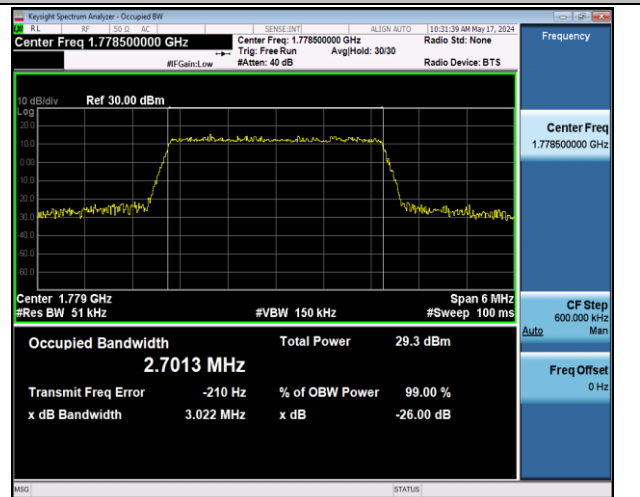 Keysight Spectrum Analyzer - Occupied BW
RL RF 50 Ω AC SENSE:INT ALIGN AUTO 10:31:39 AM May 17, 2024
Center Freq 1.778500000 GHz Center Freq: 1.778500000 GHz Radio Std: None
Trig: Free Run Avg|Hold: 30/30
#IFGain:Low #Atten: 40 dB Radio Device: BTS
Frequency
10 dB/div Ref 30.00 dBm
Log
20.0
10.0
0.00
-10.0
-20.0
-30.0
-40.0
-50.0
-60.0
Center Freq
1.778500000 GHz
Center 1.779 GHz Span 6 MHz
#Res BW 51 kHz #VBW 150 kHz #Sweep 100 ms
CF Step
600.000 kHz
Auto Man
Occupied Bandwidth Total Power 29.3 dBm
2.7013 MHz
Freq Offset
0 Hz
Transmit Freq Error -210 Hz % of OBW Power 99.00 %
x dB Bandwidth 3.022 MHz x dB -26.00 dB
MSG STATUS